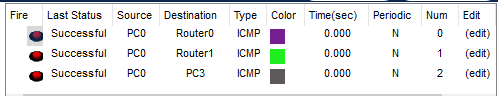 Fire Last Status Source Destination Type Color Time(sec) Periodic Num Edit
Successful PC0 Router0 ICMP 0.000 N 0 (edit)
Successful PC0 Router1 ICMP 0.000 N 1 (edit)
Successful PC0 PC3 ICMP 0.000 N 2 (edit)